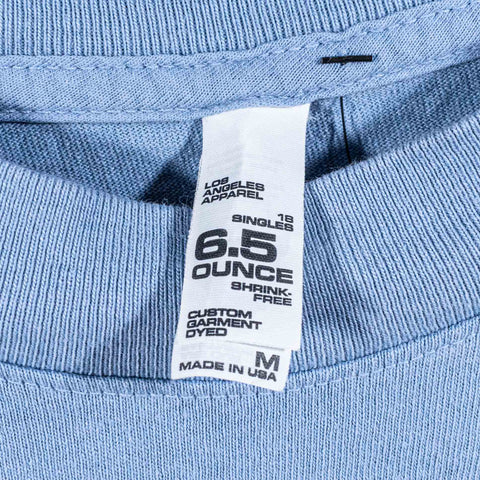 LOS
ANGELES
APPAREL
18
SINGLES
6.5
OUNCE
SHRINK-
FREE
CUSTOM
GARMENT
DYED
M
MADE IN USA